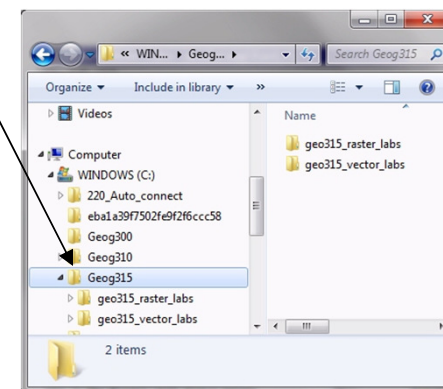 « WIN... ▸ Geog... ▸
Search Geog315
Organize
Include in library
»
Videos
Name
geo315_raster_labs
geo315_vector_labs
Computer
WINDOWS (C:)
220_Auto_connect
eba1a39f7502fe9f2f6ccc58
Geog300
Geog310
Geog315
geo315_raster_labs
geo315_vector_labs
2 items